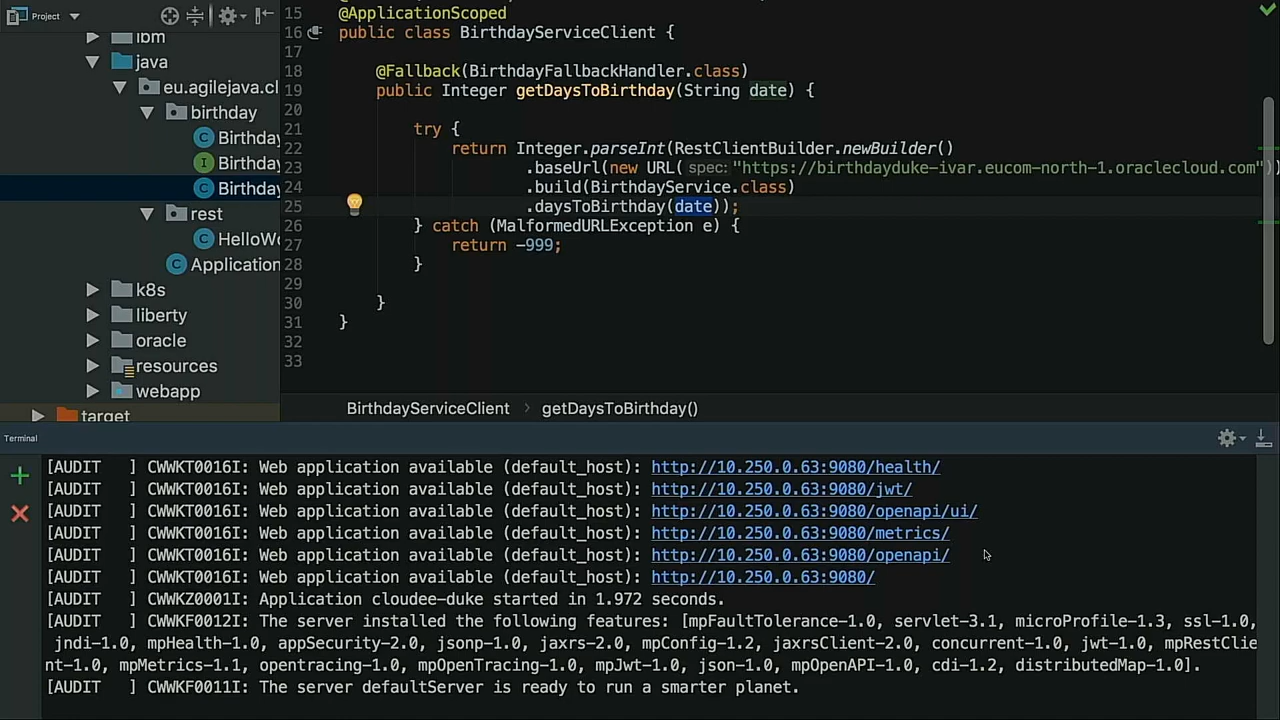 Project
ibm
java
eu.agilejava.cl
birthday
Birthday
Birthday
Birthday
rest
HelloWo
Application
k8s
liberty
oracle
resources
webapp
target
15 @ApplicationScoped
16 public class BirthdayServiceClient {
17
18 @Fallback(BirthdayFallbackHandler.class)
19 public Integer getDaysToBirthday(String date) {
20
21 try {
22 return Integer.parseInt(RestClientBuilder.newBuilder()
23 .baseUrl(new URL( spec: "https://birthdayduke-ivar.eucom-north-1.oraclecloud.com"))
24 .build(BirthdayService.class)
25 .daysToBirthday(date));
26 } catch (MalformedURLException e) {
27 return -999;
28 }
29
30 }
31 }
32
33
BirthdayServiceClient › getDaysToBirthday()
Terminal
[AUDIT   ] CWWKT0016I: Web application available (default_host): http://10.250.0.63:9080/health/
[AUDIT   ] CWWKT0016I: Web application available (default_host): http://10.250.0.63:9080/jwt/
[AUDIT   ] CWWKT0016I: Web application available (default_host): http://10.250.0.63:9080/openapi/ui/
[AUDIT   ] CWWKT0016I: Web application available (default_host): http://10.250.0.63:9080/metrics/
[AUDIT   ] CWWKT0016I: Web application available (default_host): http://10.250.0.63:9080/openapi/
[AUDIT   ] CWWKT0016I: Web application available (default_host): http://10.250.0.63:9080/
[AUDIT   ] CWWKZ0001I: Application cloudee-duke started in 1.972 seconds.
[AUDIT   ] CWWKF0012I: The server installed the following features: [mpFaultTolerance-1.0, servlet-3.1, microProfile-1.3, ssl-1.0,
jndi-1.0, mpHealth-1.0, appSecurity-2.0, jsonp-1.0, jaxrs-2.0, mpConfig-1.2, jaxrsClient-2.0, concurrent-1.0, jwt-1.0, mpRestClie
nt-1.0, mpMetrics-1.1, opentracing-1.0, mpOpenTracing-1.0, mpJwt-1.0, json-1.0, mpOpenAPI-1.0, cdi-1.2, distributedMap-1.0].
[AUDIT   ] CWWKF0011I: The server defaultServer is ready to run a smarter planet.